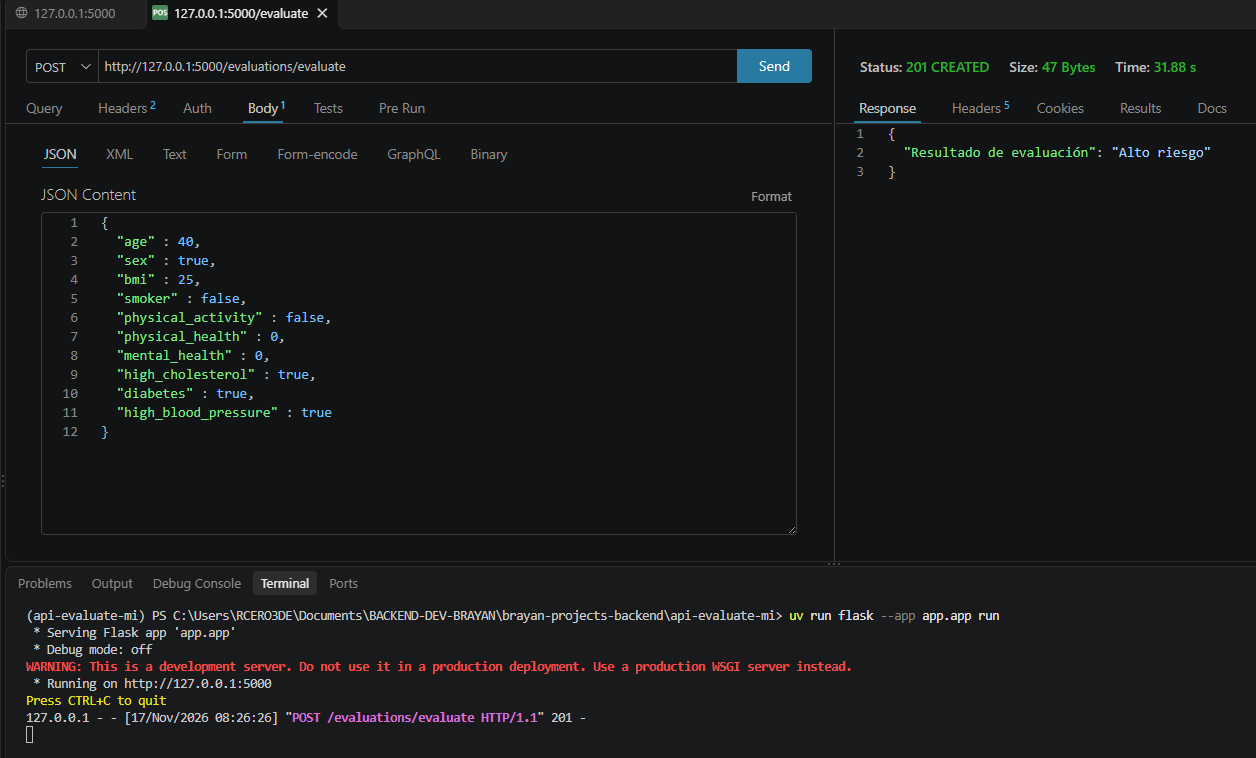 127.0.0.1:5000
POS 127.0.0.1:5000/evaluate
POST http://127.0.0.1:5000/evaluations/evaluate Send
Query Headers 2 Auth Body 1 Tests Pre Run
JSON XML Text Form Form-encode GraphQL Binary
JSON Content Format
1 {
2 "age" : 40,
3 "sex" : true,
4 "bmi" : 25,
5 "smoker" : false,
6 "physical_activity" : false,
7 "physical_health" : 0,
8 "mental_health" : 0,
9 "high_cholesterol" : true,
10 "diabetes" : true,
11 "high_blood_pressure" : true
12 }
Status: 201 CREATED Size: 47 Bytes Time: 31.88 s
Response Headers 5 Cookies Results Docs
1 {
2 "Resultado de evaluación": "Alto riesgo"
3 }
Problems Output Debug Console Terminal Ports
(api-evaluate-mi) PS C:\Users\RCERO3DE\Documents\BACKEND-DEV-BRAYAN\brayan-projects-backend\api-evaluate-mi> uv run flask --app app.app run
* Serving Flask app 'app.app'
* Debug mode: off
WARNING: This is a development server. Do not use it in a production deployment. Use a production WSGI server instead.
* Running on http://127.0.0.1:5000
Press CTRL+C to quit
127.0.0.1 - - [17/Nov/2026 08:26:26] "POST /evaluations/evaluate HTTP/1.1" 201 -